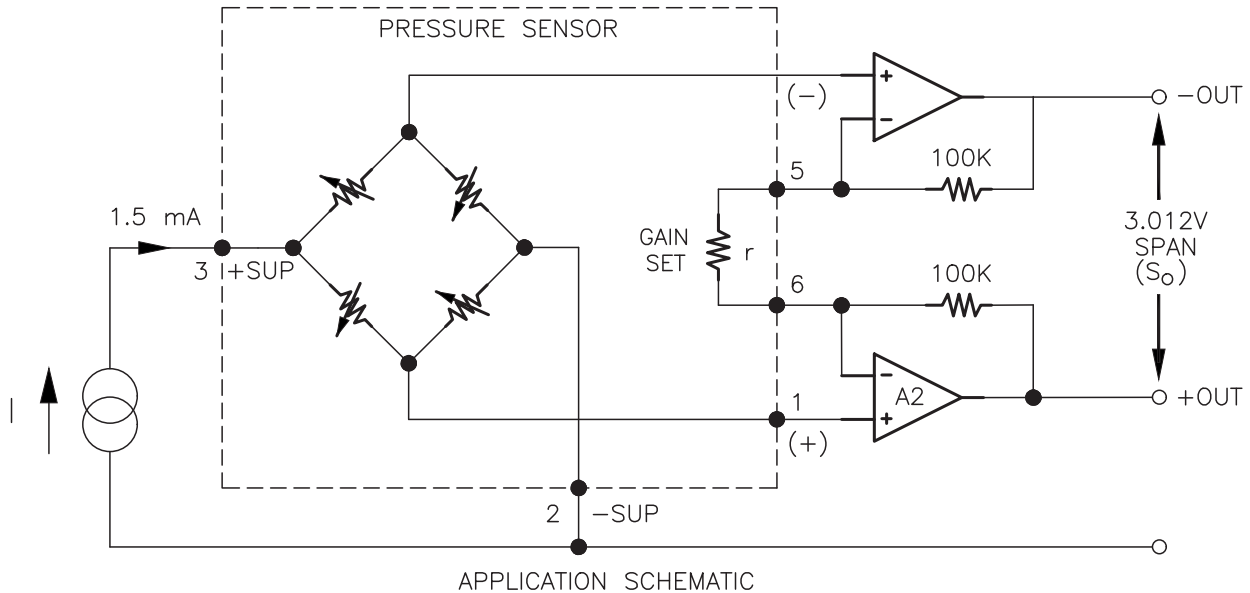 PRESSURE SENSOR
+
(−)
−
−OUT
100K
5
1.5 mA
3
+SUP
GAIN
SET
r
3.012V
SPAN
(So)
100K
6
I
−
A2
+
1
(+)
+OUT
2
−SUP
APPLICATION SCHEMATIC